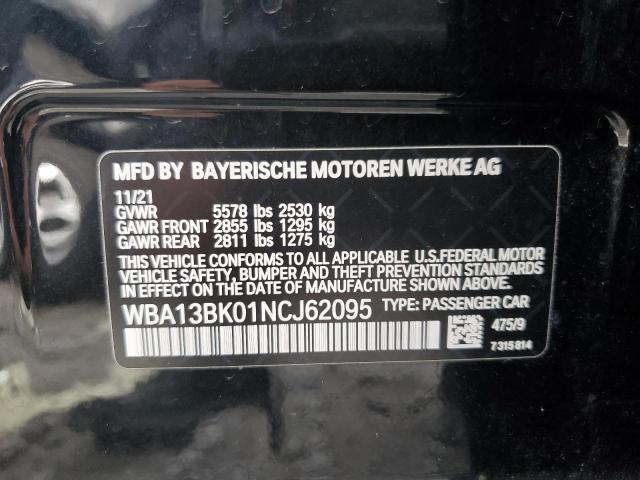 MFD BY BAYERISCHE MOTOREN WERKE AG
11/21
GVWR 5578 lbs 2530 kg
GAWR FRONT 2855 lbs 1295 kg
GAWR REAR 2811 lbs 1275 kg
THIS VEHICLE CONFORMS TO ALL APPLICABLE U.S.FEDERAL MOTOR
VEHICLE SAFETY, BUMPER AND THEFT PREVENTION STANDARDS IN
EFFECT ON THE DATE OF MANUFACTURE SHOWN ABOVE.
WBA13BK01NCJ62095 TYPE: PASSENGER CAR
475/9
7315814